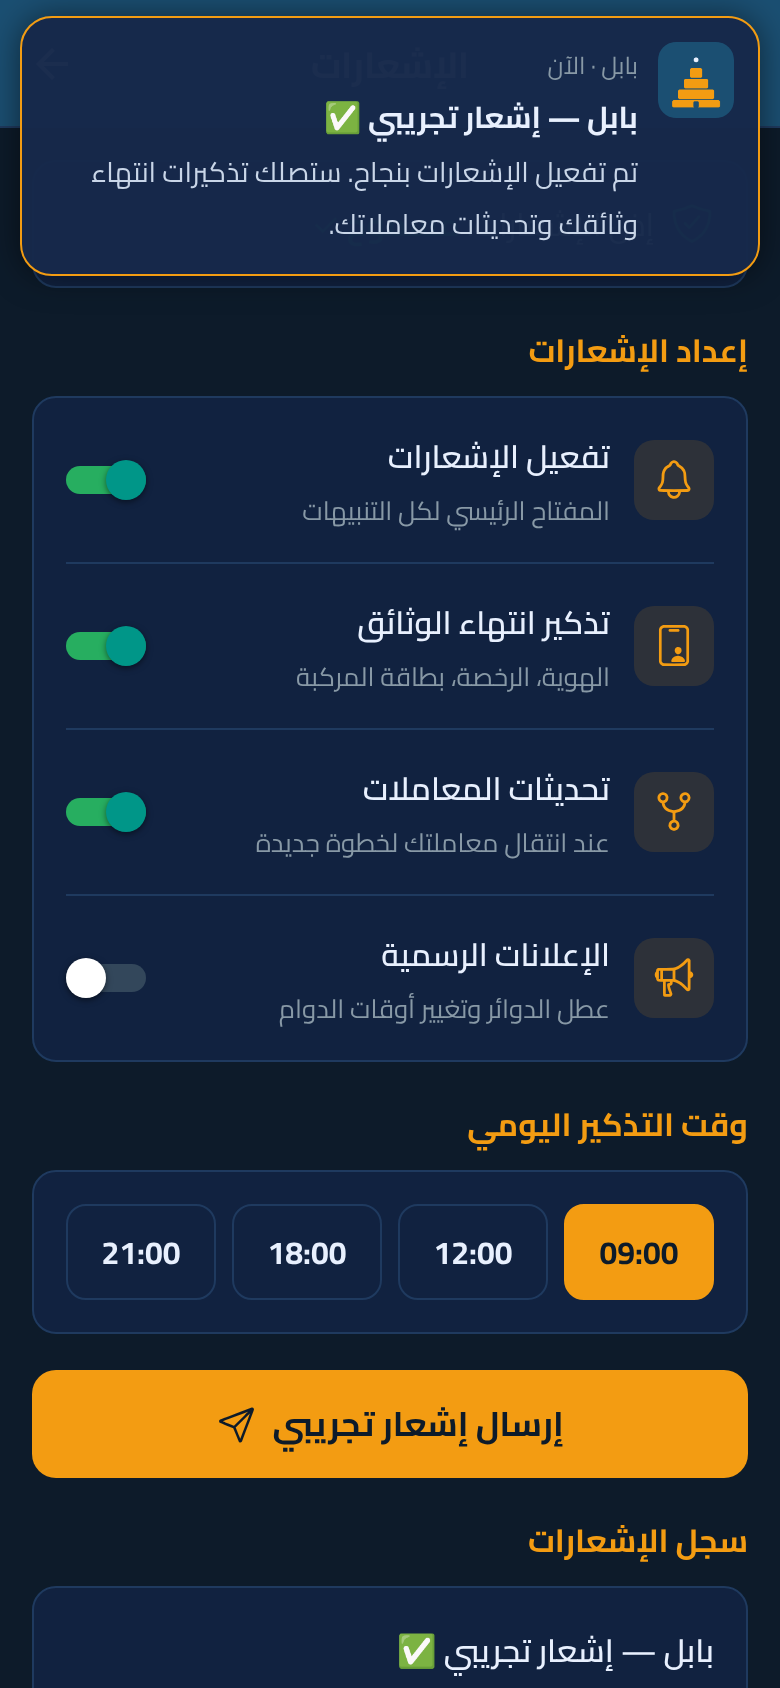 الإشعارات
بابل · الآن
بابل — إشعار تجريبي ✅
تم تفعيل الإشعارات بنجاح. ستصلك تذكيرات انتهاء
وثائقك وتحديثات معاملاتك.
إعداد الإشعارات
تفعيل الإشعارات
المفتاح الرئيسي لكل التنبيهات
تذكير انتهاء الوثائق
الهوية، الرخصة، بطاقة المركبة
تحديثات المعاملات
عند انتقال معاملتك لخطوة جديدة
الإعلانات الرسمية
عطل الدوائر وتغيير أوقات الدوام
وقت التذكير اليومي
09:00
12:00
18:00
21:00
إرسال إشعار تجريبي
سجل الإشعارات
بابل — إشعار تجريبي ✅